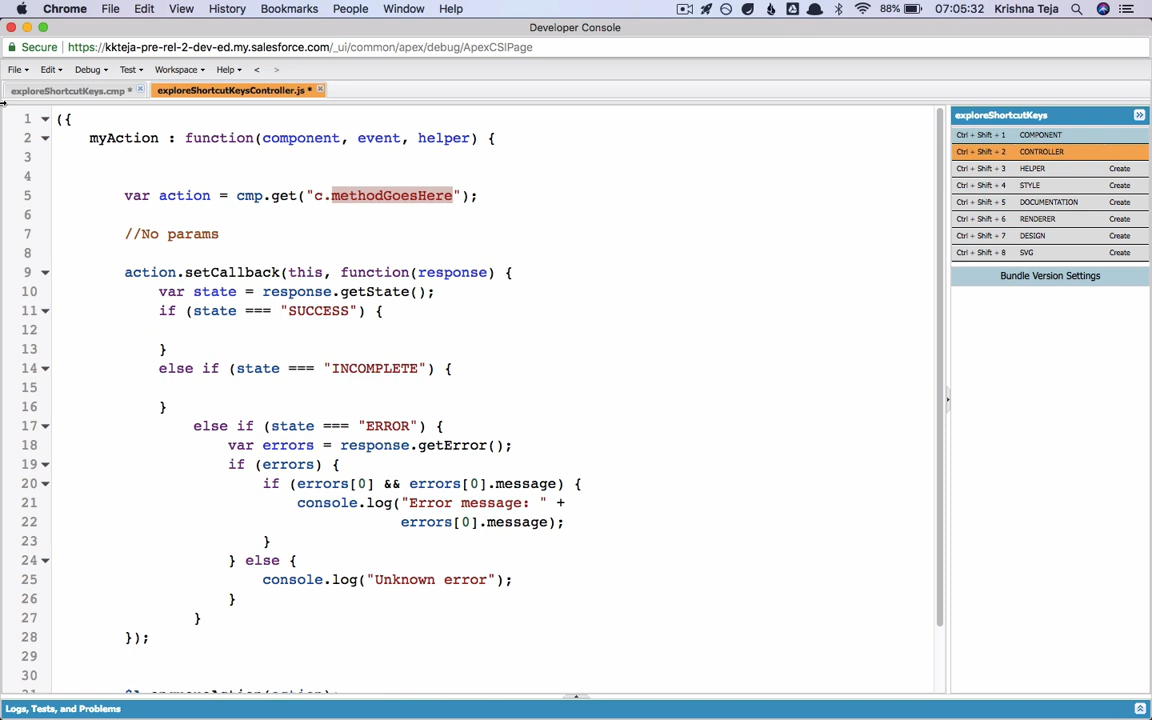 Chrome File Edit View History Bookmarks People Window Help 88% 07:05:32 Krishna Teja
Developer Console
Secure https://kkteja-pre-rel-2-dev-ed.my.salesforce.com/_ui/common/apex/debug/ApexCSIPage
File Edit Debug Test Workspace Help < >
exploreShortcutKeys.cmp * exploreShortcutKeysController.js *
1 ({
2 myAction : function(component, event, helper) {
3
4
5 var action = cmp.get("c.methodGoesHere");
6
7 //No params
8
9 action.setCallback(this, function(response) {
10 var state = response.getState();
11 if (state === "SUCCESS") {
12
13 }
14 else if (state === "INCOMPLETE") {
15
16 }
17 else if (state === "ERROR") {
18 var errors = response.getError();
19 if (errors) {
20 if (errors[0] && errors[0].message) {
21 console.log("Error message: " +
22 errors[0].message);
23 }
24 } else {
25 console.log("Unknown error");
26 }
27 }
28 });
29
30
31 $A.enqueueAction(action);
exploreShortcutKeys
Ctrl + Shift + 1 COMPONENT
Ctrl + Shift + 2 CONTROLLER
Ctrl + Shift + 3 HELPER Create
Ctrl + Shift + 4 STYLE Create
Ctrl + Shift + 5 DOCUMENTATION Create
Ctrl + Shift + 6 RENDERER Create
Ctrl + Shift + 7 DESIGN Create
Ctrl + Shift + 8 SVG Create
Bundle Version Settings
Logs, Tests, and Problems